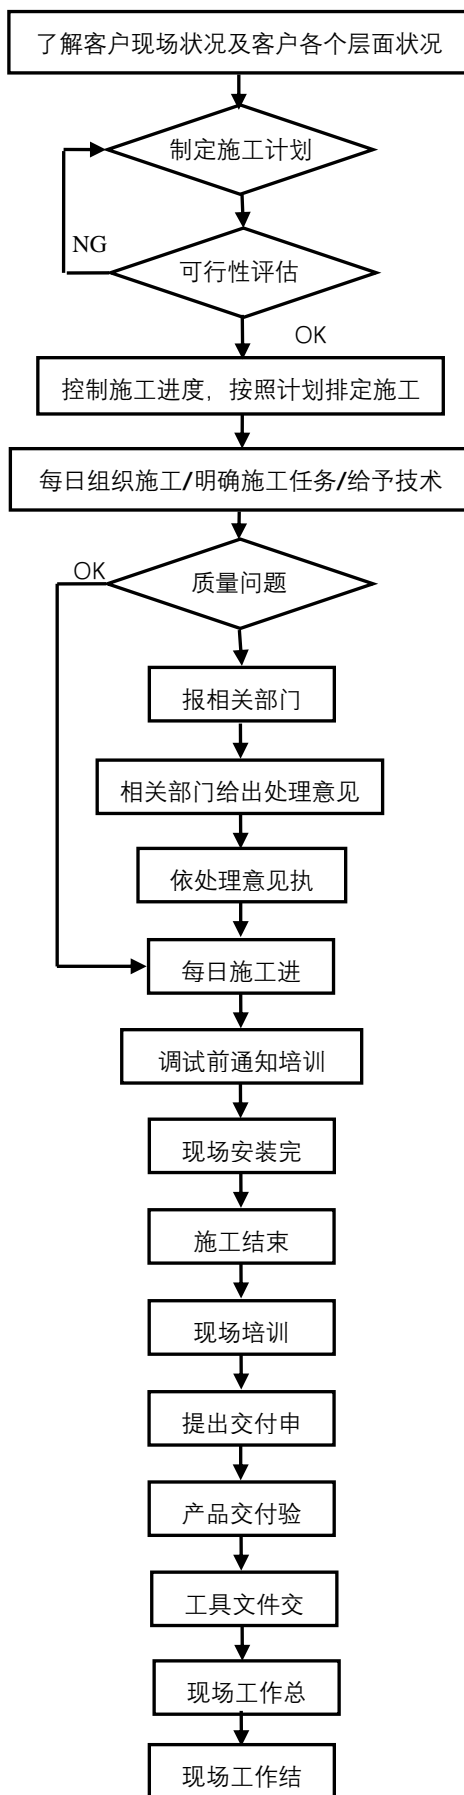 了解客户现场状况及客户各个层面状况
制定施工计划
NG
可行性评估
OK
控制施工进度，按照计划排定施工
每日组织施工/明确施工任务/给予技术
OK
质量问题
报相关部门
相关部门给出处理意见
依处理意见执
每日施工进
调试前通知培训
现场安装完
施工结束
现场培训
提出交付申
产品交付验
工具文件交
现场工作总
现场工作结